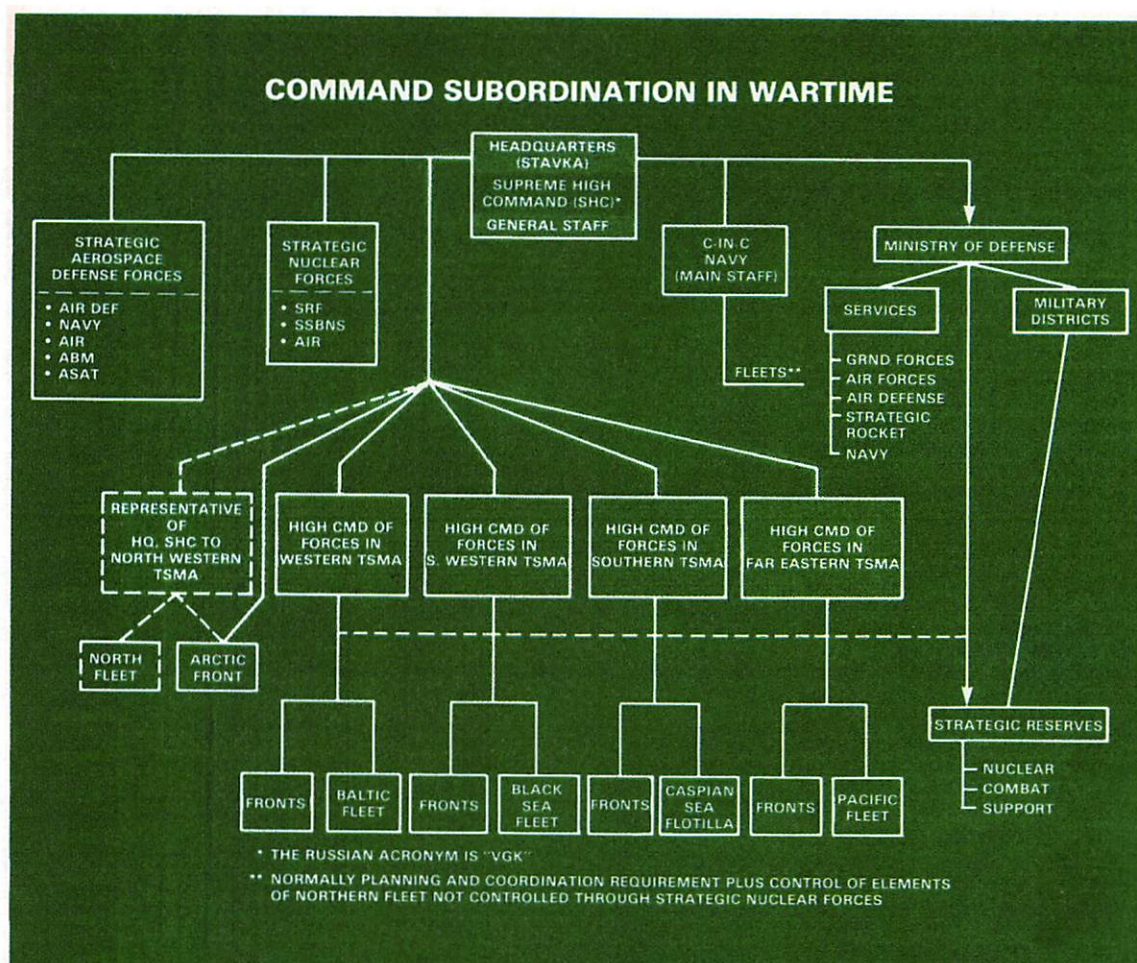 COMMAND SUBORDINATION IN WARTIME
HEADQUARTERS
(STAVKA)
SUPREME HIGH
COMMAND (SHC)*
GENERAL STAFF
STRATEGIC
AEROSPACE
DEFENSE FORCES
• AIR DEF
• NAVY
• AIR
• ABM
• ASAT
STRATEGIC
NUCLEAR
FORCES
• SRF
• SSBNS
• AIR
C-IN-C
NAVY
(MAIN STAFF)
FLEETS**
MINISTRY OF DEFENSE
SERVICES
GRND FORCES
AIR FORCES
AIR DEFENSE
STRATEGIC
ROCKET
NAVY
MILITARY
DISTRICTS
REPRESENTATIVE
OF
HQ, SHC TO
NORTH WESTERN
TSMA
HIGH CMD OF
FORCES IN
WESTERN TSMA
HIGH CMD OF
FORCES IN
S. WESTERN TSMA
HIGH CMD OF
FORCES IN
SOUTHERN TSMA
HIGH CMD OF
FORCES IN
FAR EASTERN TSMA
NORTH
FLEET
ARCTIC
FRONT
FRONTS
BALTIC
FLEET
FRONTS
BLACK
SEA
FLEET
FRONTS
CASPIAN
SEA
FLOTILLA
FRONTS
PACIFIC
FLEET
STRATEGIC RESERVES
NUCLEAR
COMBAT
SUPPORT
* THE RUSSIAN ACRONYM IS "VGK"
** NORMALLY PLANNING AND COORDINATION REQUIREMENT PLUS CONTROL OF ELEMENTS
OF NORTHERN FLEET NOT CONTROLLED THROUGH STRATEGIC NUCLEAR FORCES